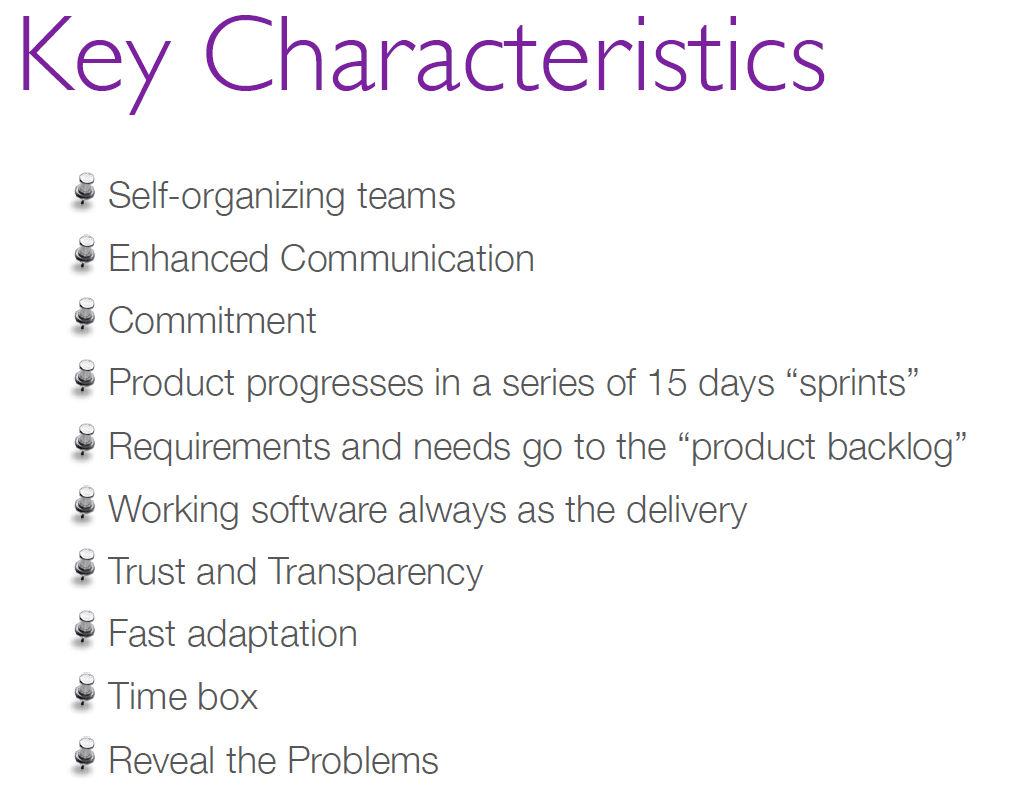 Key Characteristics
Self-organizing teams
Enhanced Communication
Commitment
Product progresses in a series of 15 days “sprints”
Requirements and needs go to the “product backlog”
Working software always as the delivery
Trust and Transparency
Fast adaptation
Time box
Reveal the Problems